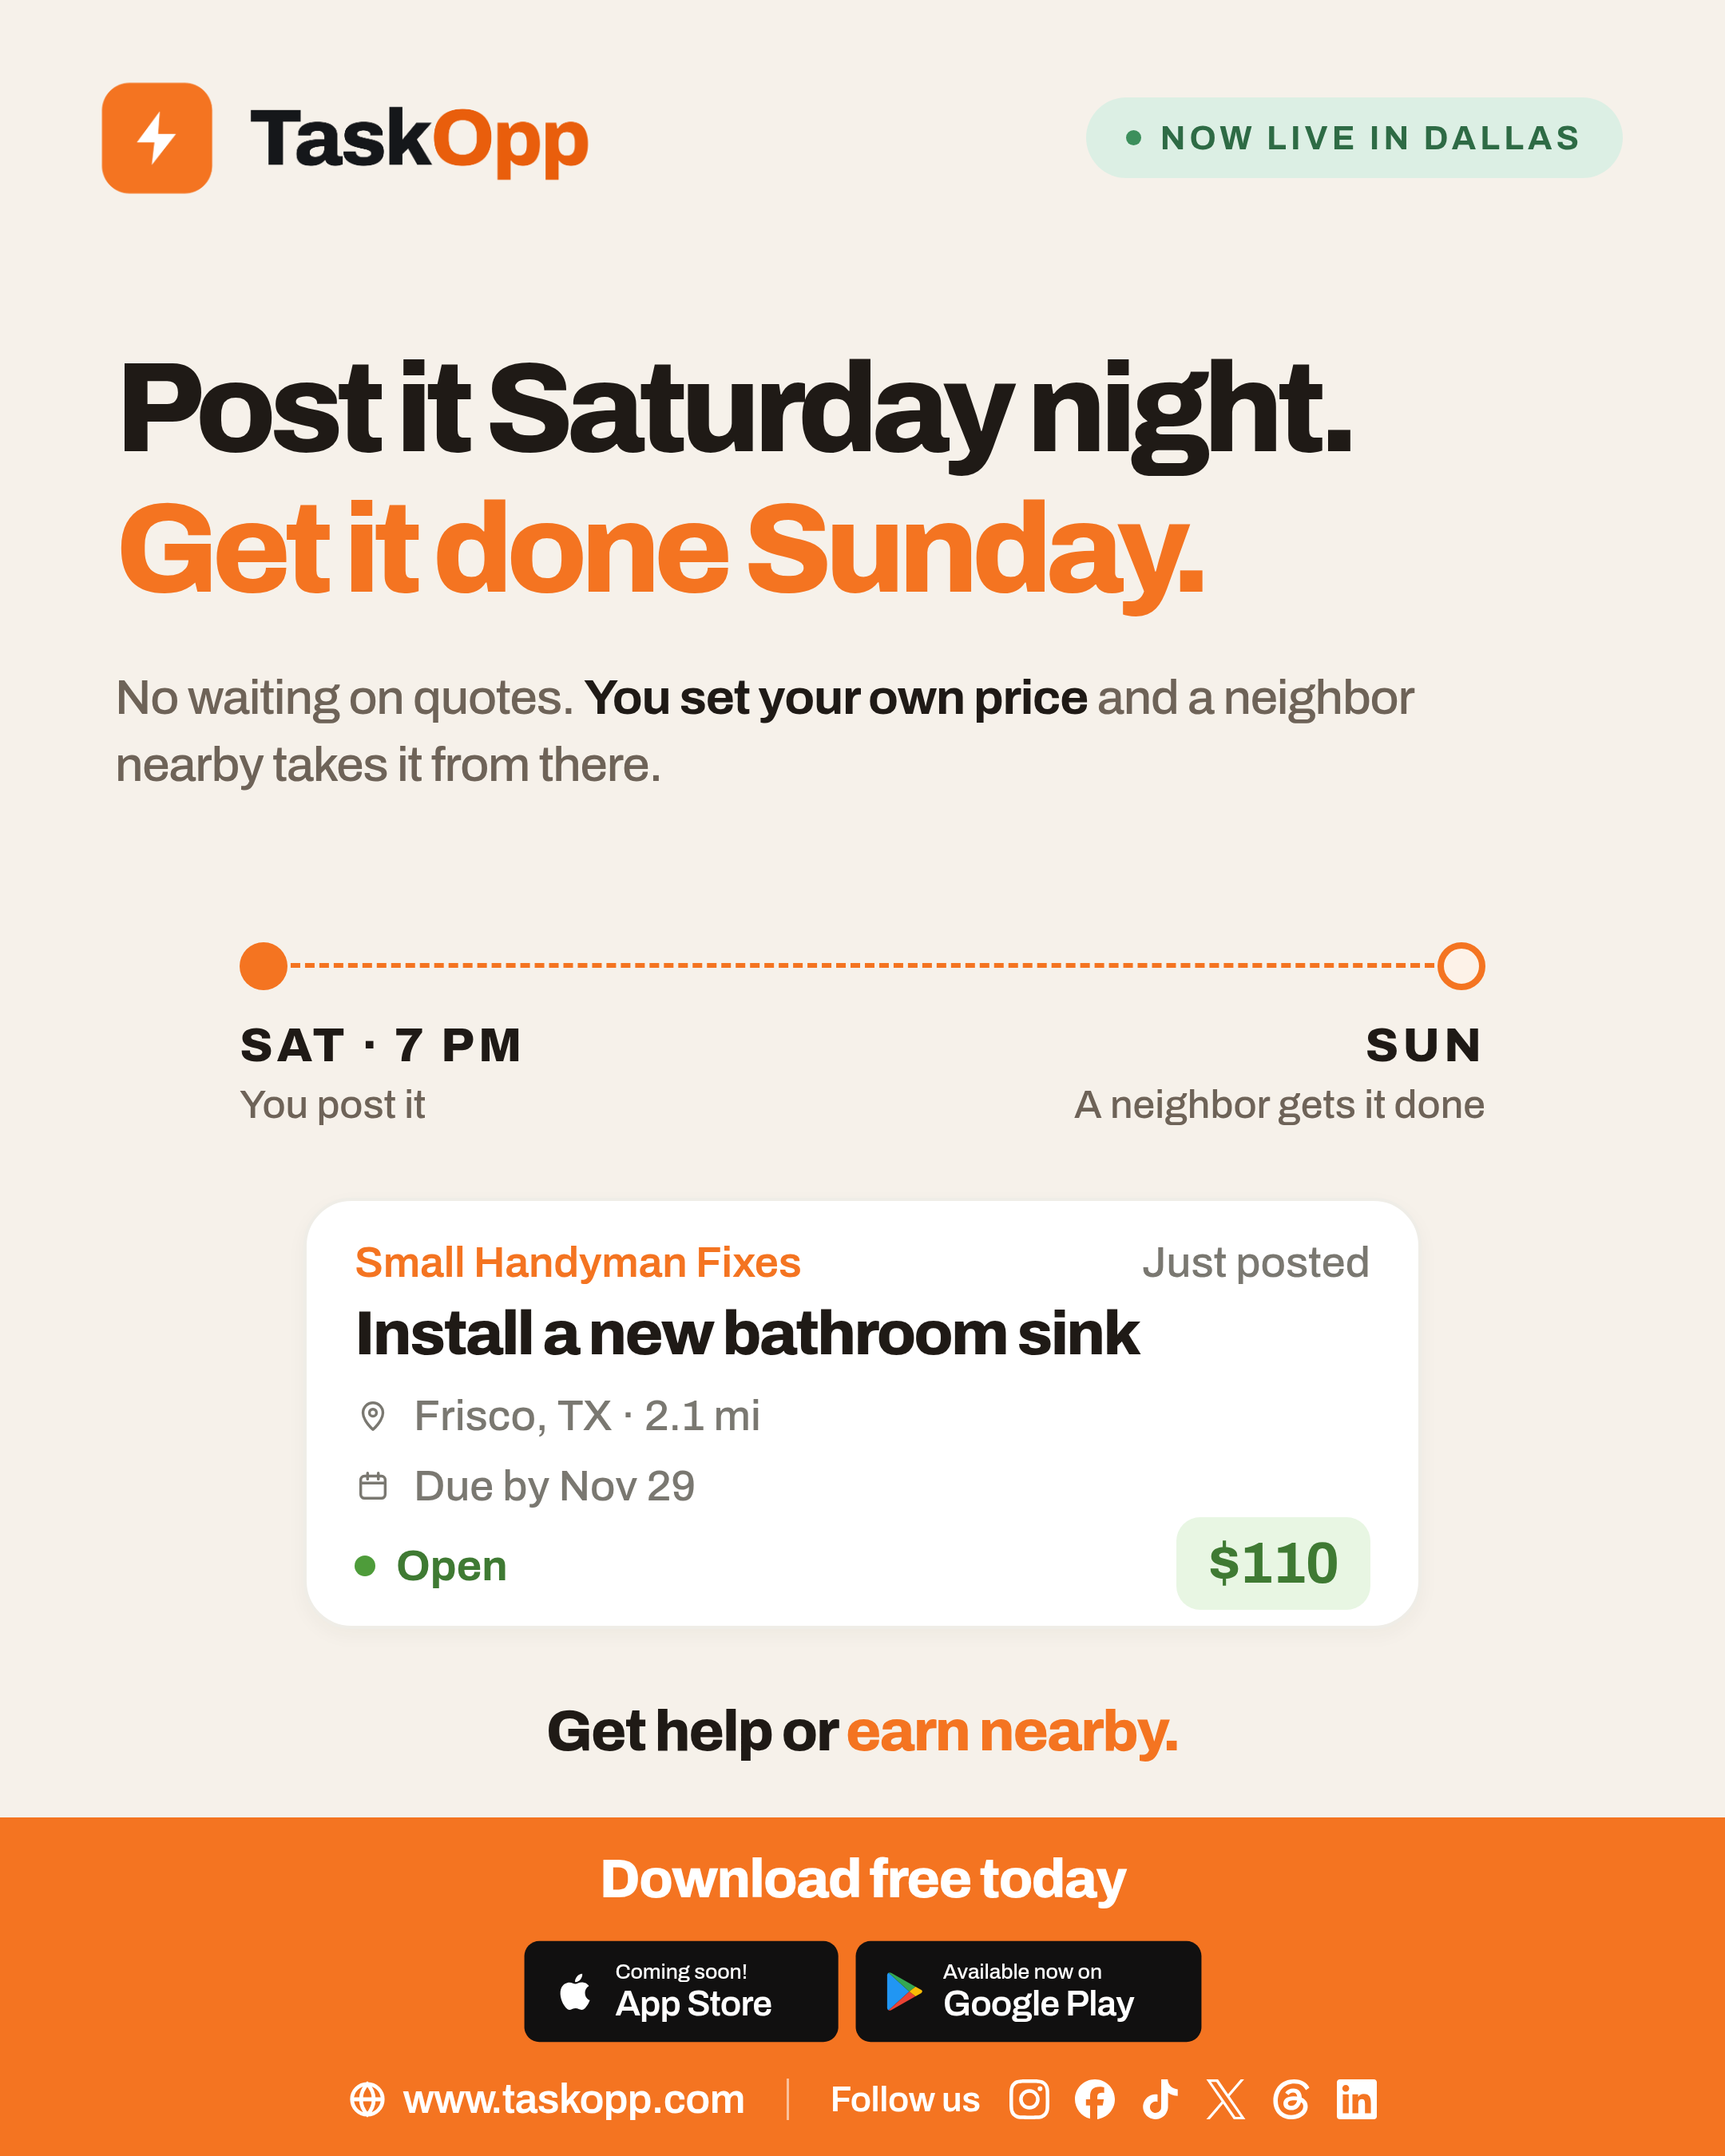 TaskOpp
NOW LIVE IN DALLAS
Post it Saturday night.
Get it done Sunday.
No waiting on quotes. You set your own price and a neighbor
nearby takes it from there.
SAT · 7 PM
You post it
SUN
A neighbor gets it done
Small Handyman Fixes
Just posted
Install a new bathroom sink
Frisco, TX · 2.1 mi
Due by Nov 29
Open
$110
Get help or earn nearby.
Download free today
Coming soon!
App Store
Available now on
Google Play
www.taskopp.com
Follow us